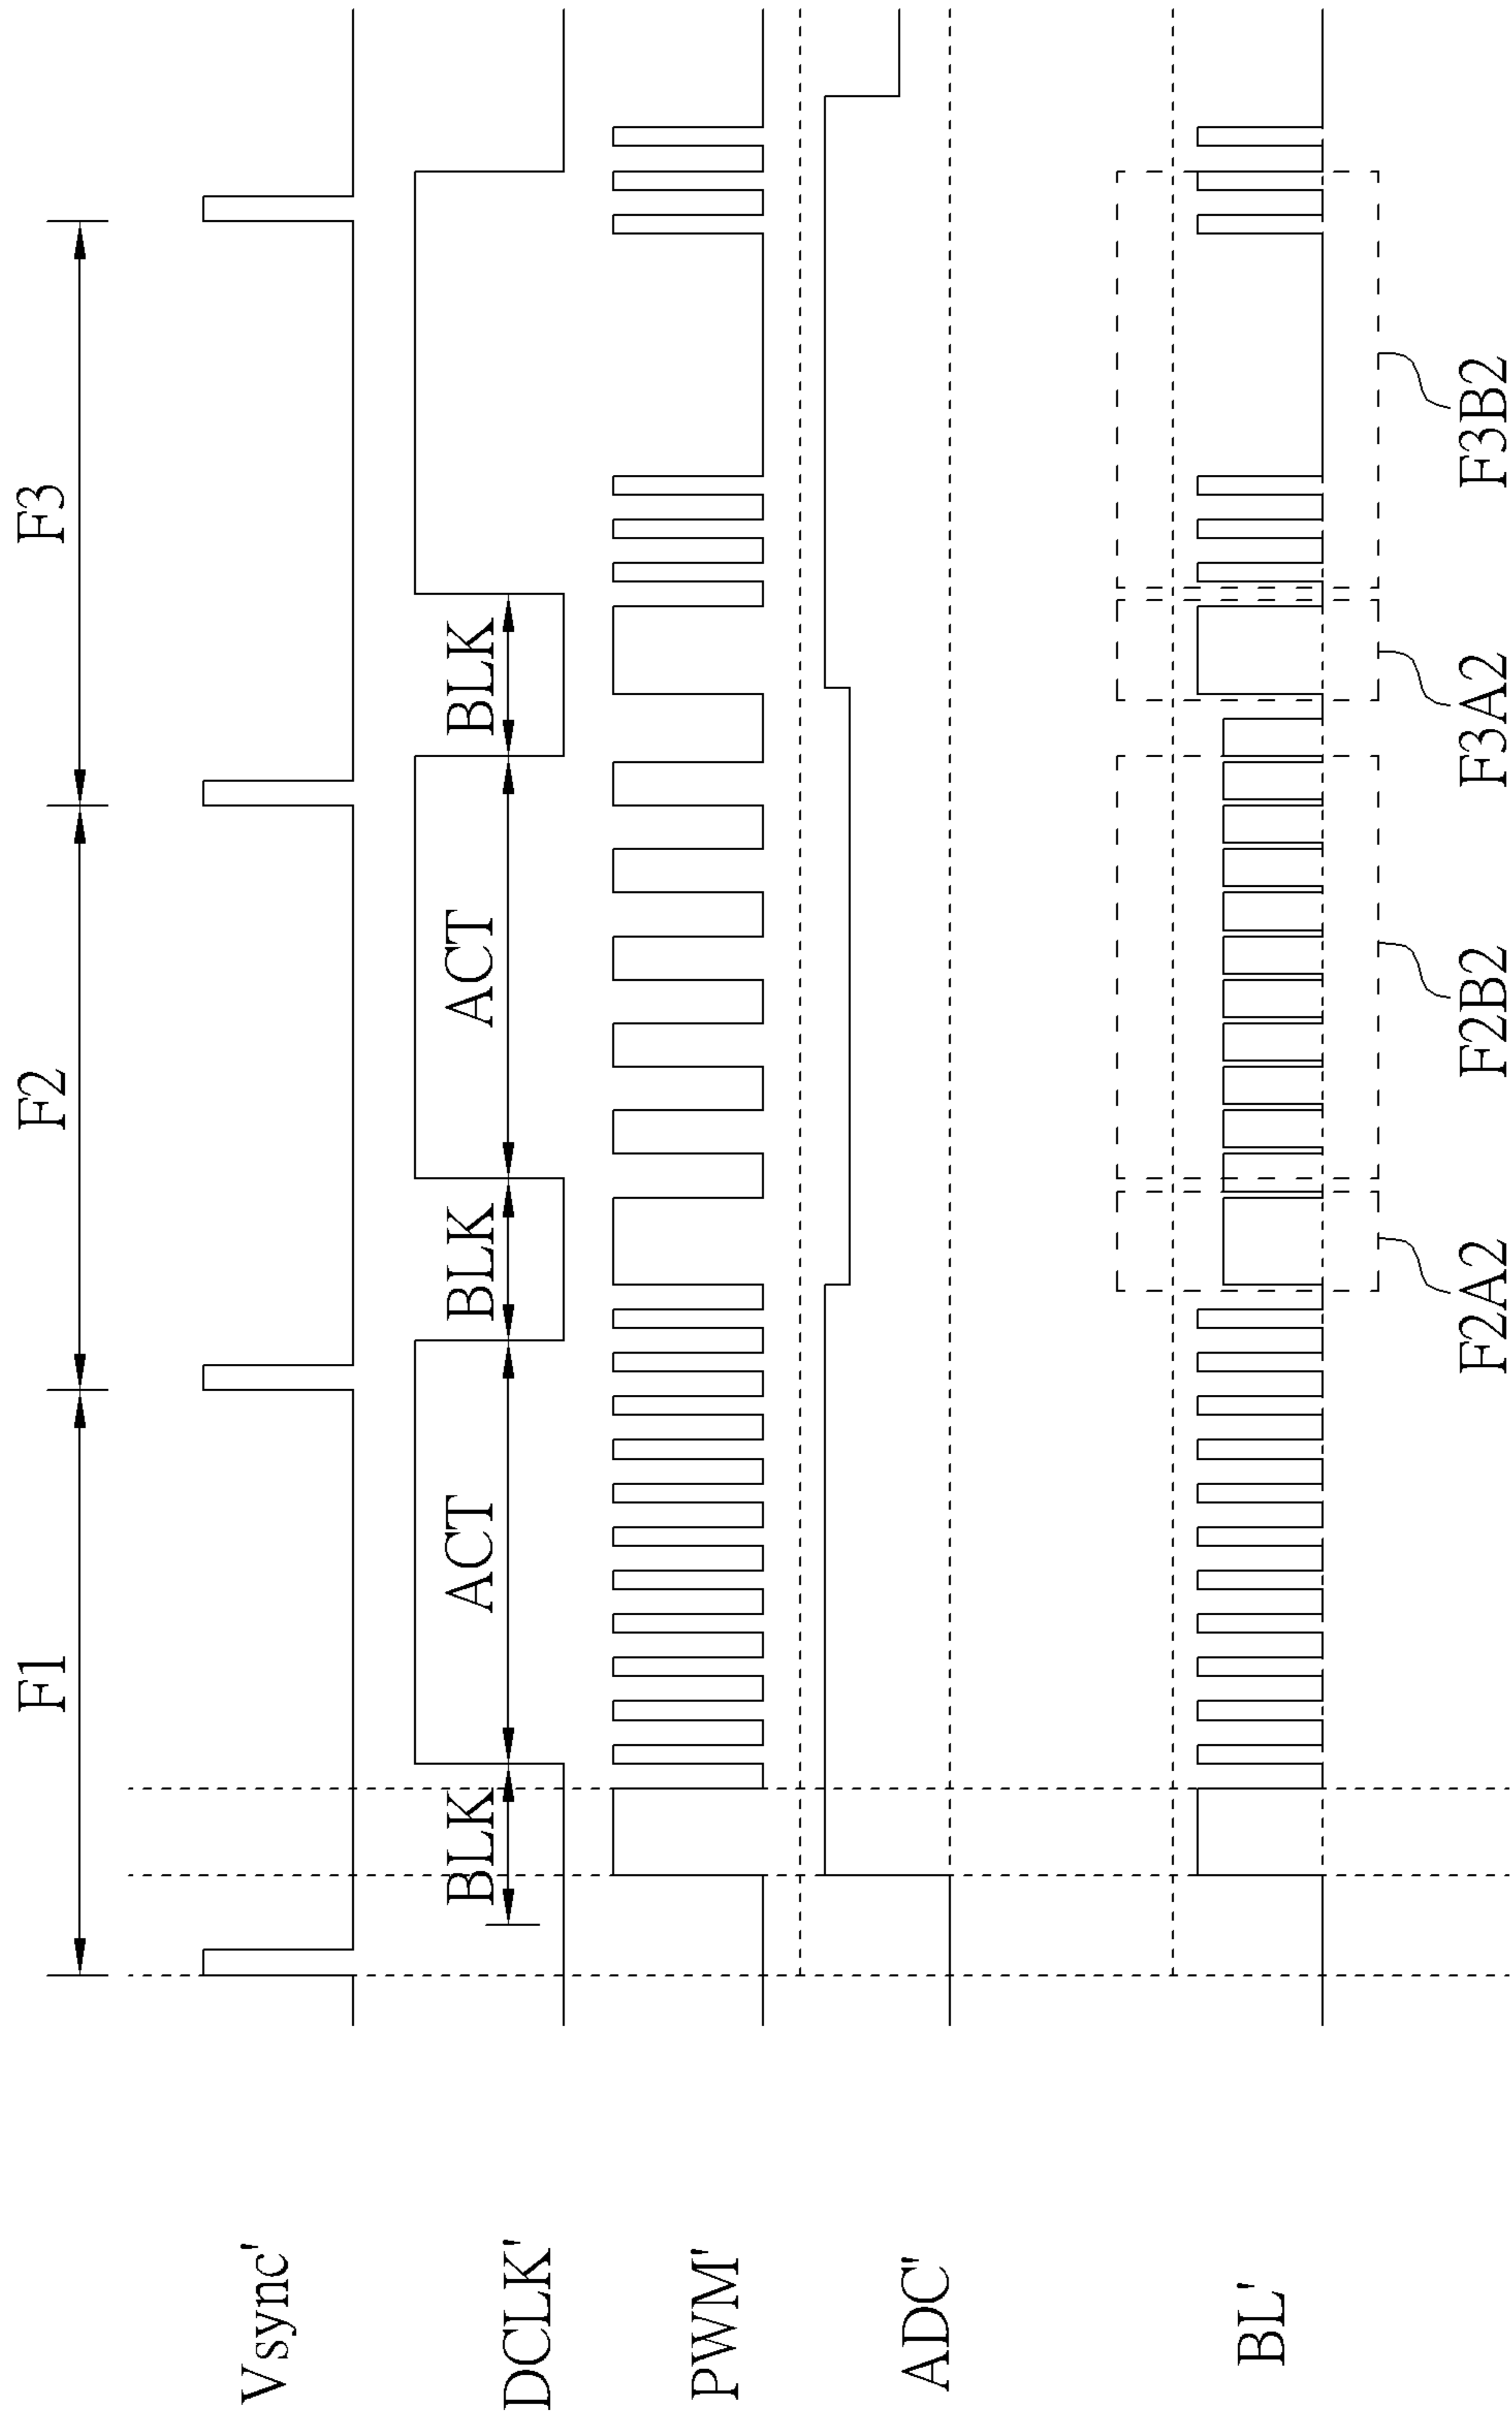 F1 F2 F3
Vsync'
DCLK' BLK ACT BLK ACT BLK
PWM'
ADC'
BL'
F2A2 F2B2 F3A2 F3B2